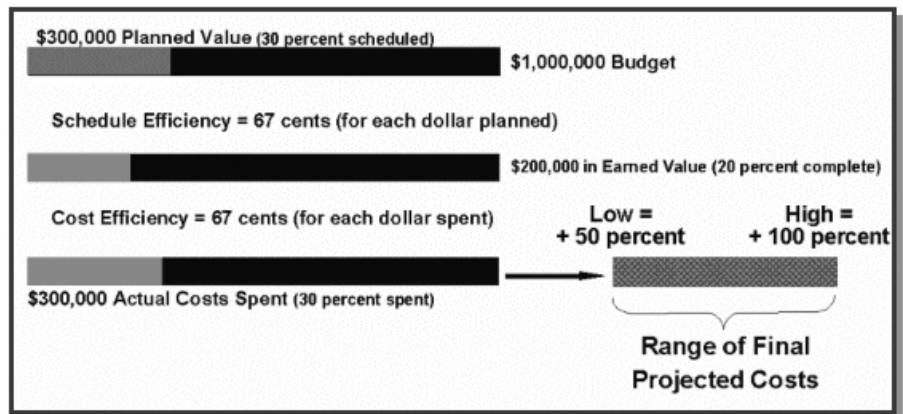 $300,000 Planned Value (30 percent scheduled)
$1,000,000 Budget
Schedule Efficiency = 67 cents (for each dollar planned)
$200,000 in Earned Value (20 percent complete)
Cost Efficiency = 67 cents (for each dollar spent)
Low =
+ 50 percent
High =
+ 100 percent
$300,000 Actual Costs Spent (30 percent spent)
Range of Final
Projected Costs